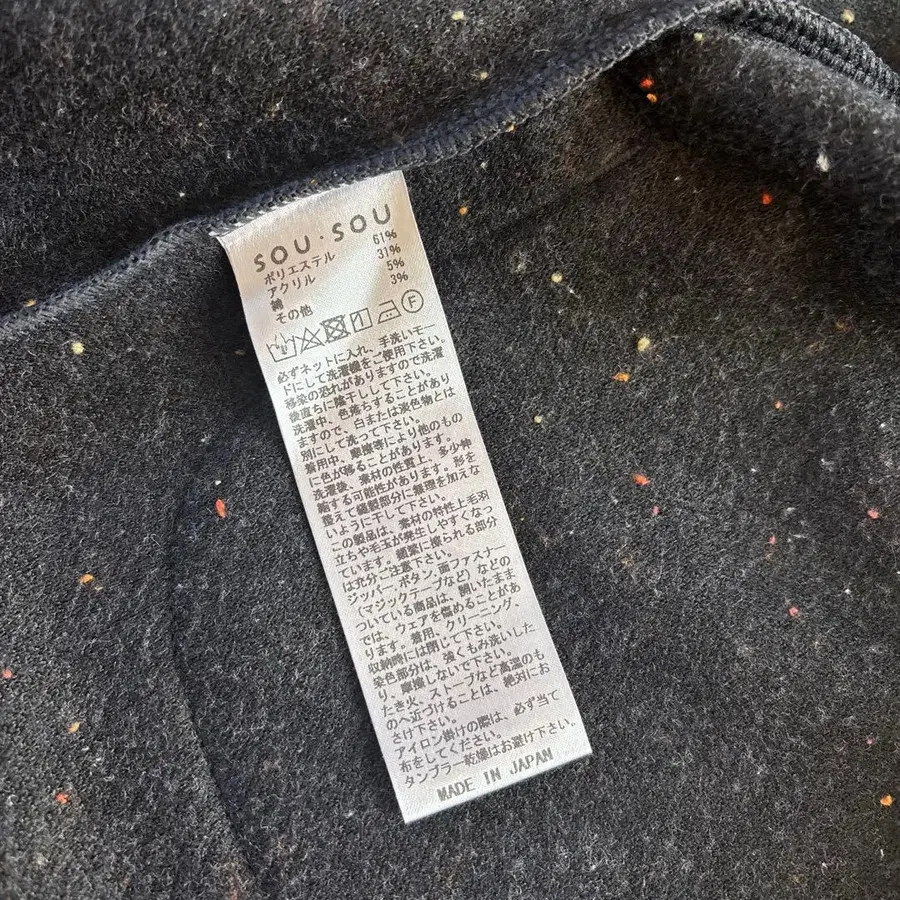 SOU・SOU
ポリエステル 61%
アクリル 31%
綿 5%
その他 3%
F
必ずネットに入れ、手洗いモー
ドにして洗濯機をご使用下さい。
移染の恐れがありますので洗濯
後直ちに陰干しして下さい。
洗濯中、色落ちすることがあり
ますので、白または淡色物とは
別にして洗って下さい。
着用中、摩擦等により他のもの
に色が移ることがあります。
洗濯後、素材の性質上、多少伸
縮する可能性があります。形を
整えて縫製部分に無理を加えな
いように干して下さい。
この製品は、素材の特性上毛羽
立ちや毛玉が発生しやすくなっ
ています。頻繁に擦られる部分
は充分ご注意下さい。
ジッパー・ボタン、面ファスナー
(マジックテープなど)などの
ついている商品は、開いたまま
では、ウェアを傷めることがあ
ります。着用、クリーニング、
収納時には閉じて下さい。
染色部分は、強くもみ洗いした
り、摩擦しないで下さい。
たき火、ストーブなど高温のも
のへ近づけることは、絶対にお
さけ下さい。
アイロン掛けの際は、必ず当て
布をしてください。
タンブラー乾燥はお避け下さい。
MADE IN JAPAN